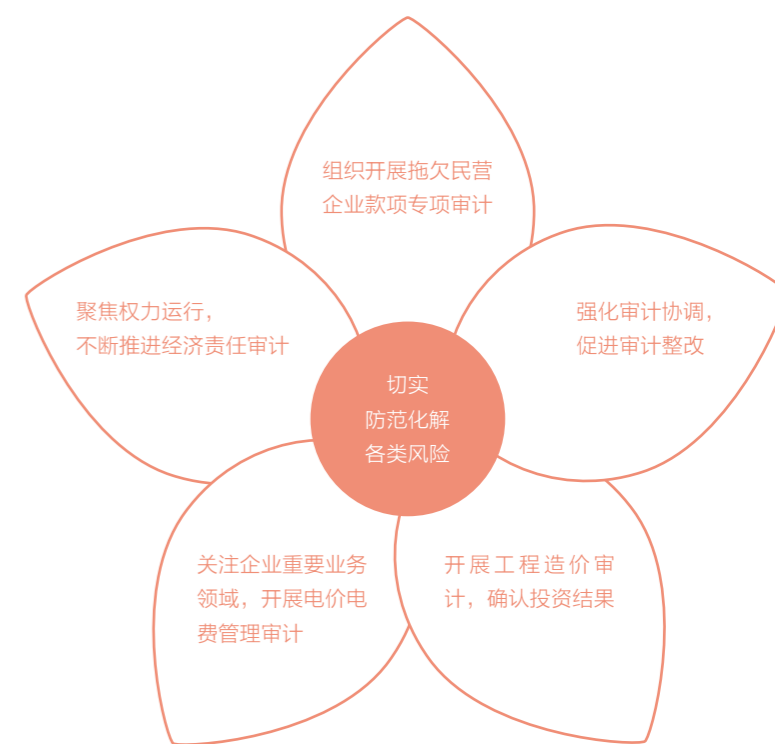 组织开展拖欠民营
企业款项专项审计
聚焦权力运行，
不断推进经济责任审计
强化审计协调，
促进审计整改
切实
防范化解
各类风险
关注企业重要业务
领域，开展电价电
费管理审计
开展工程造价审
计，确认投资结果